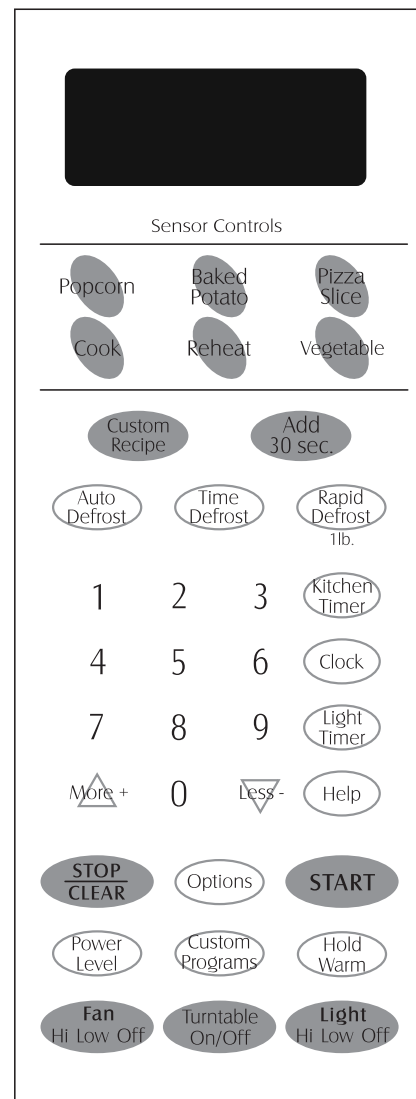 Sensor Controls
Popcorn
Baked
Potato
Pizza
Slice
Cook
Reheat
Vegetable
Custom
Recipe
Add
30 sec.
Auto
Defrost
Time
Defrost
Rapid
Defrost
1lb.
1 2 3
Kitchen
Timer
4 5 6 Clock
7 8 9
Light
Timer
More + 0 Less - Help
STOP
CLEAR
Options
START
Power
Level
Custom
Programs
Hold
Warm
Fan
Hi Low Off
Turntable
On/Off
Light
Hi Low Off